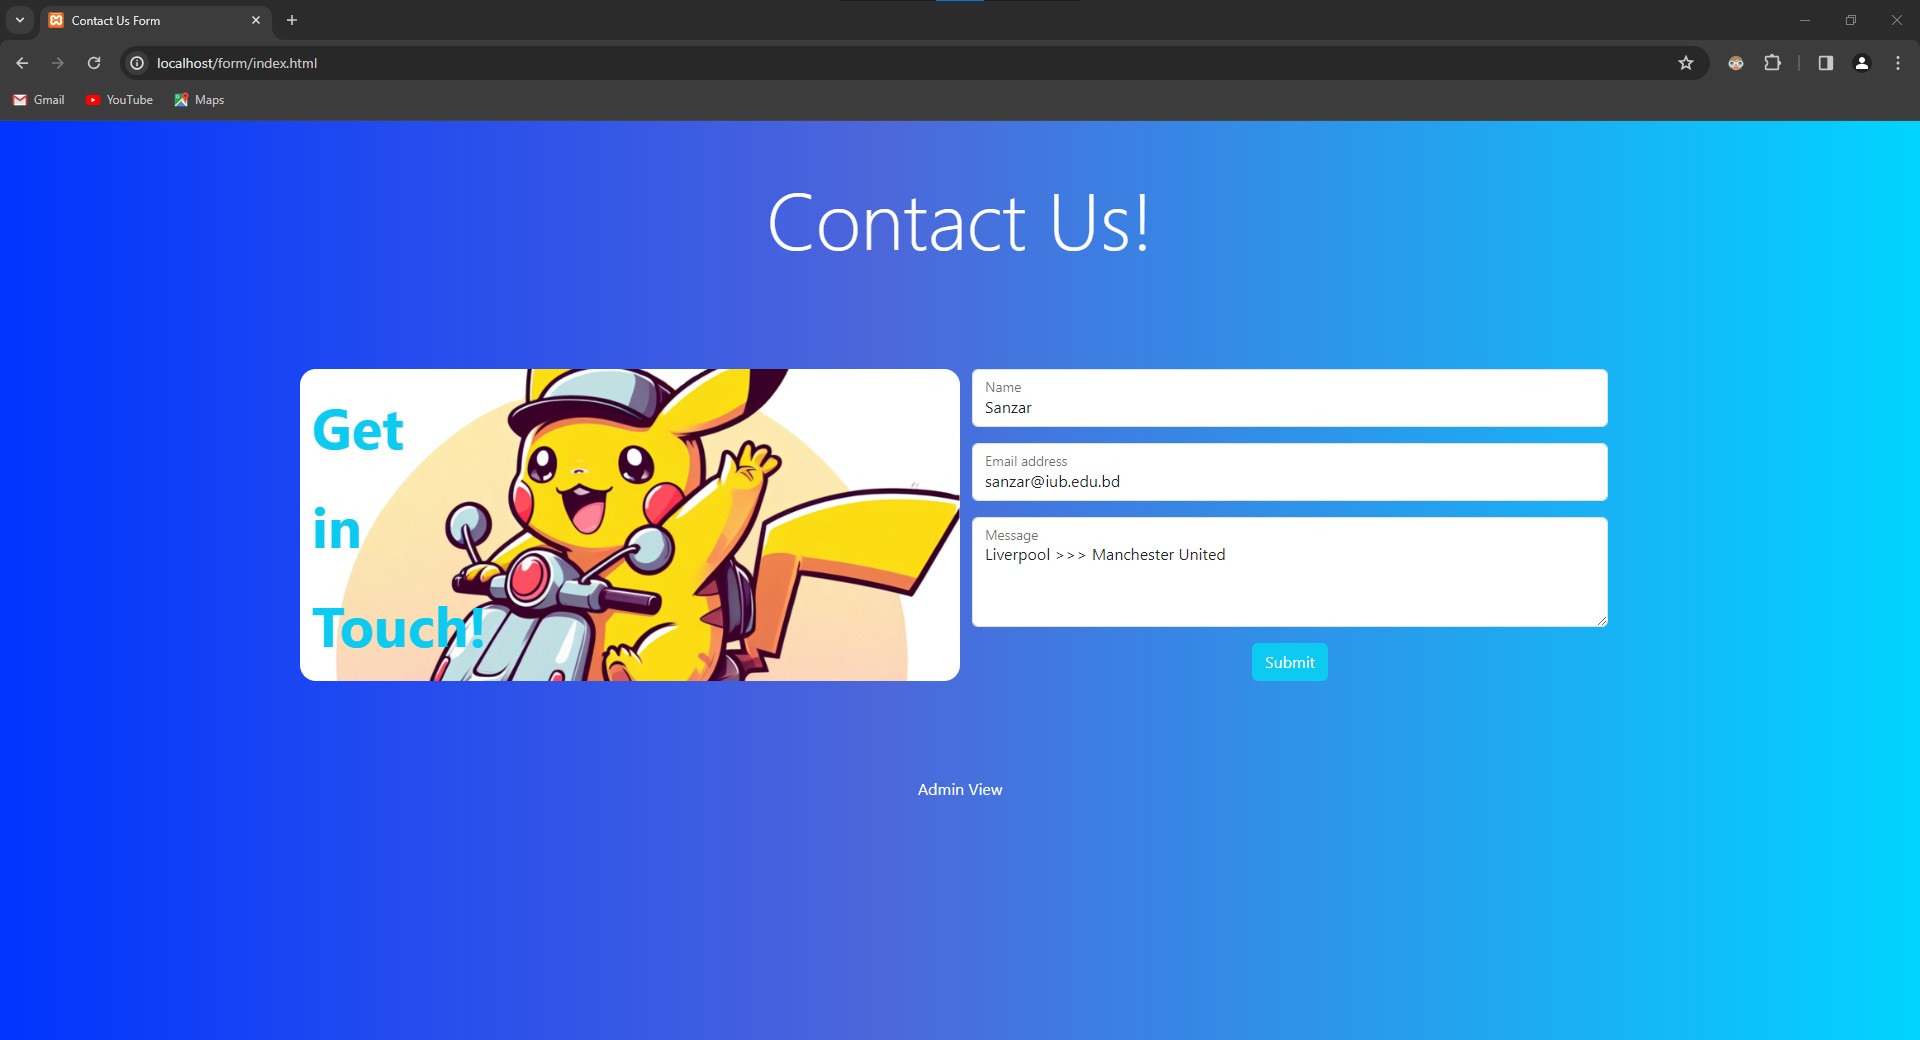 Contact Us Form
localhost/form/index.html
Gmail YouTube Maps
Contact Us!
Get
in
Touch!
Name
Sanzar
Email address
sanzar@iub.edu.bd
Message
Liverpool >>> Manchester United
Submit
Admin View